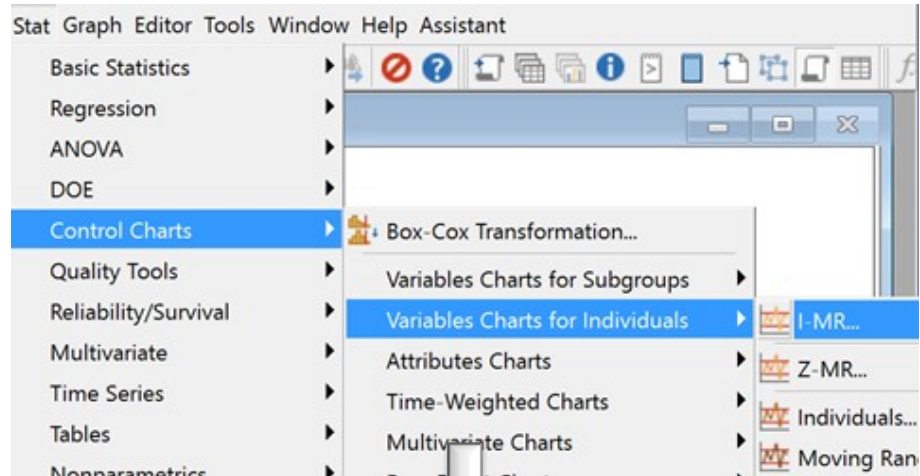 Stat Graph Editor Tools Window Help Assistant
Basic Statistics
Regression
ANOVA
DOE
Control Charts
Quality Tools
Reliability/Survival
Multivariate
Time Series
Tables
Nonparametrics
Box-Cox Transformation...
Variables Charts for Subgroups
Variables Charts for Individuals
Attributes Charts
Time-Weighted Charts
Multivariate Charts
I-MR...
Z-MR...
Individuals...
Moving Ran